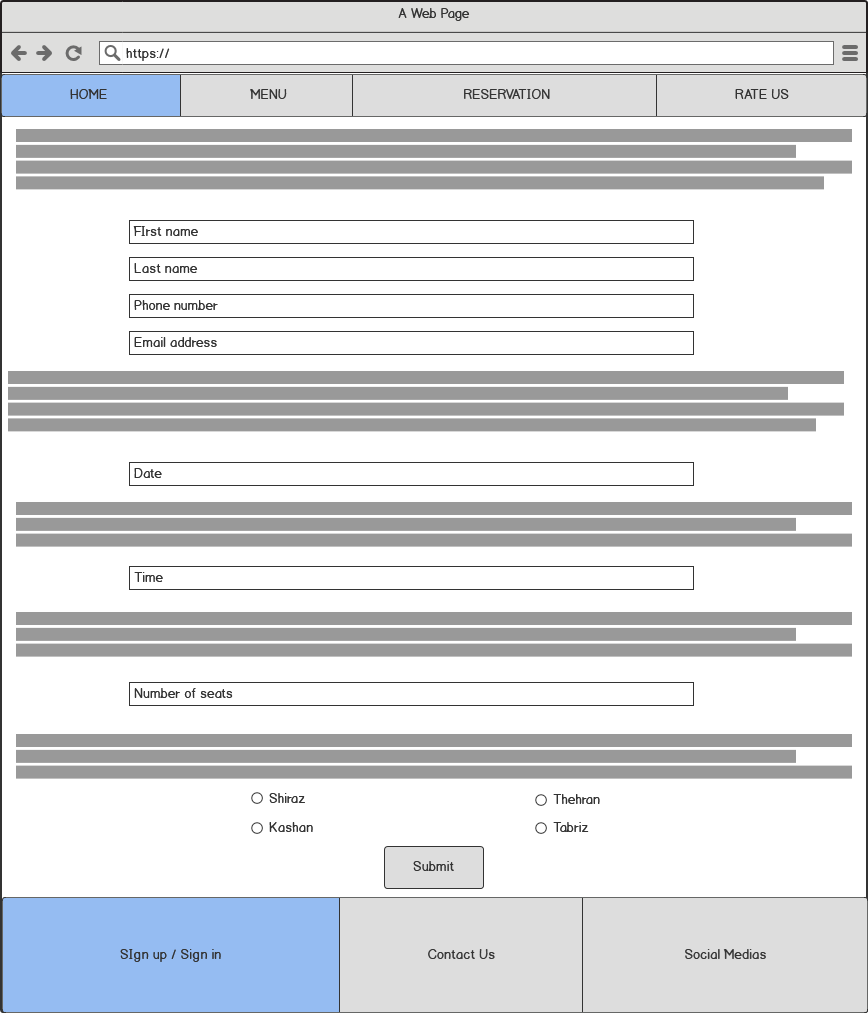 A Web Page
https://
HOME MENU RESERVATION RATE US
FIrst name
Last name
Phone number
Email address
Date
Time
Number of seats
Shiraz Thehran
Kashan Tabriz
Submit
SIgn up / Sign in Contact Us Social Medias